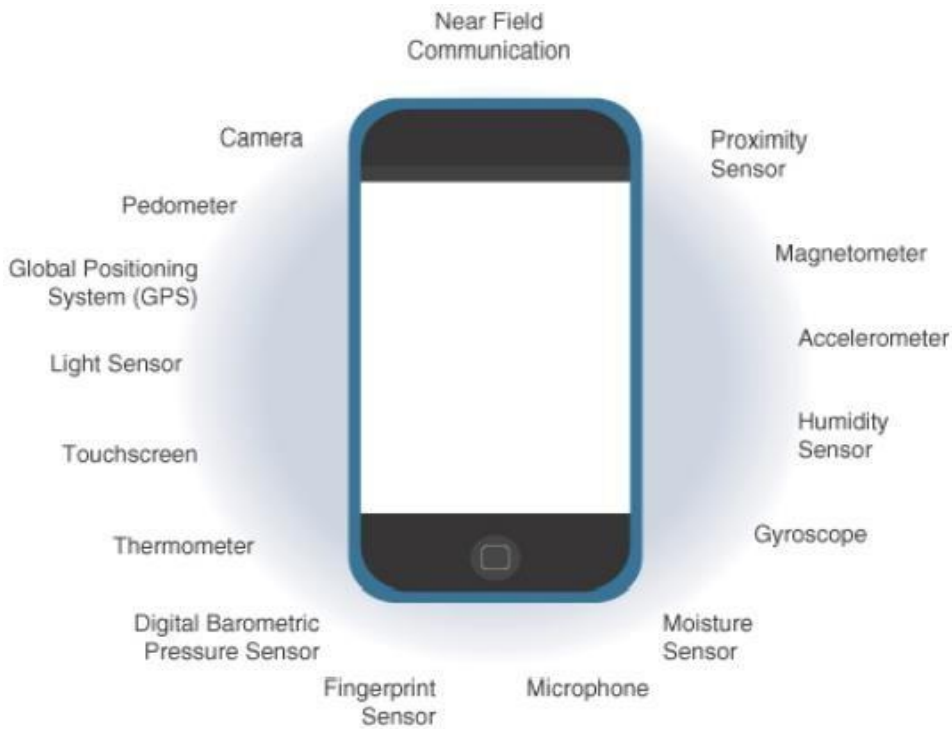 Near Field
Communication
Camera
Proximity
Sensor
Pedometer
Magnetometer
Global Positioning
System (GPS)
Accelerometer
Light Sensor
Humidity
Sensor
Touchscreen
Gyroscope
Thermometer
Digital Barometric
Pressure Sensor
Moisture
Sensor
Fingerprint
Sensor
Microphone